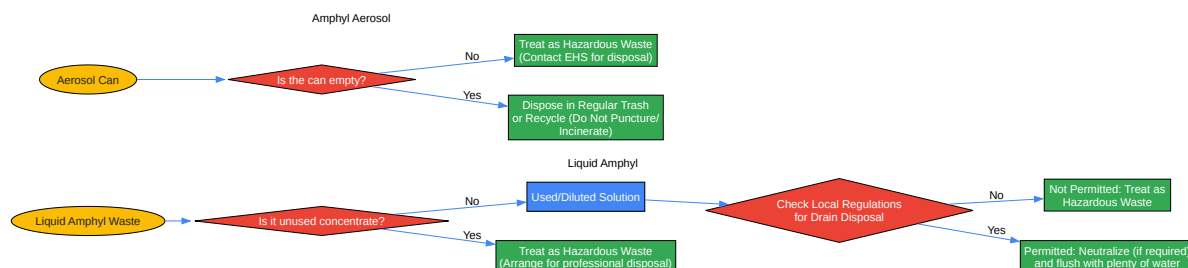 Amphyl Aerosol
Aerosol Can
Is the can empty?
No
Treat as Hazardous Waste
(Contact EHS for disposal)
Yes
Dispose in Regular Trash
or Recycle (Do Not Puncture/
Incinerate)
Liquid Amphyl
Liquid Amphyl Waste
Is it unused concentrate?
No
Used/Diluted Solution
Yes
Treat as Hazardous Waste
(Arrange for professional disposal)
Check Local Regulations
for Drain Disposal
No
Not Permitted: Treat as
Hazardous Waste
Yes
Permitted: Neutralize (if required)
and flush with plenty of water